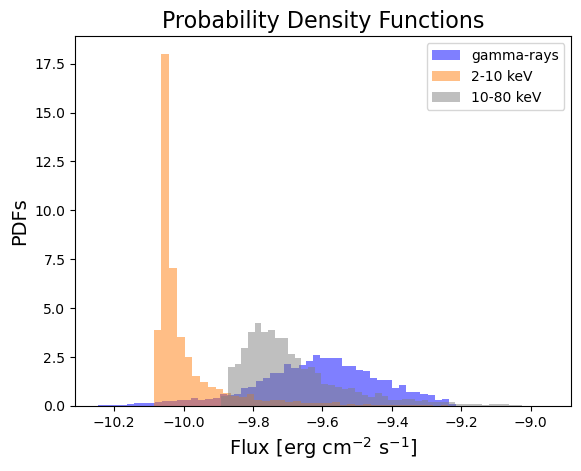 Probability Density Functions
gamma-rays
2-10 keV
10-80 keV
17.5
15.0
12.5
10.0
7.5
5.0
2.5
0.0
PDFs
−10.2 −10.0 −9.8 −9.6 −9.4 −9.2 −9.0
Flux [erg cm⁻² s⁻¹]